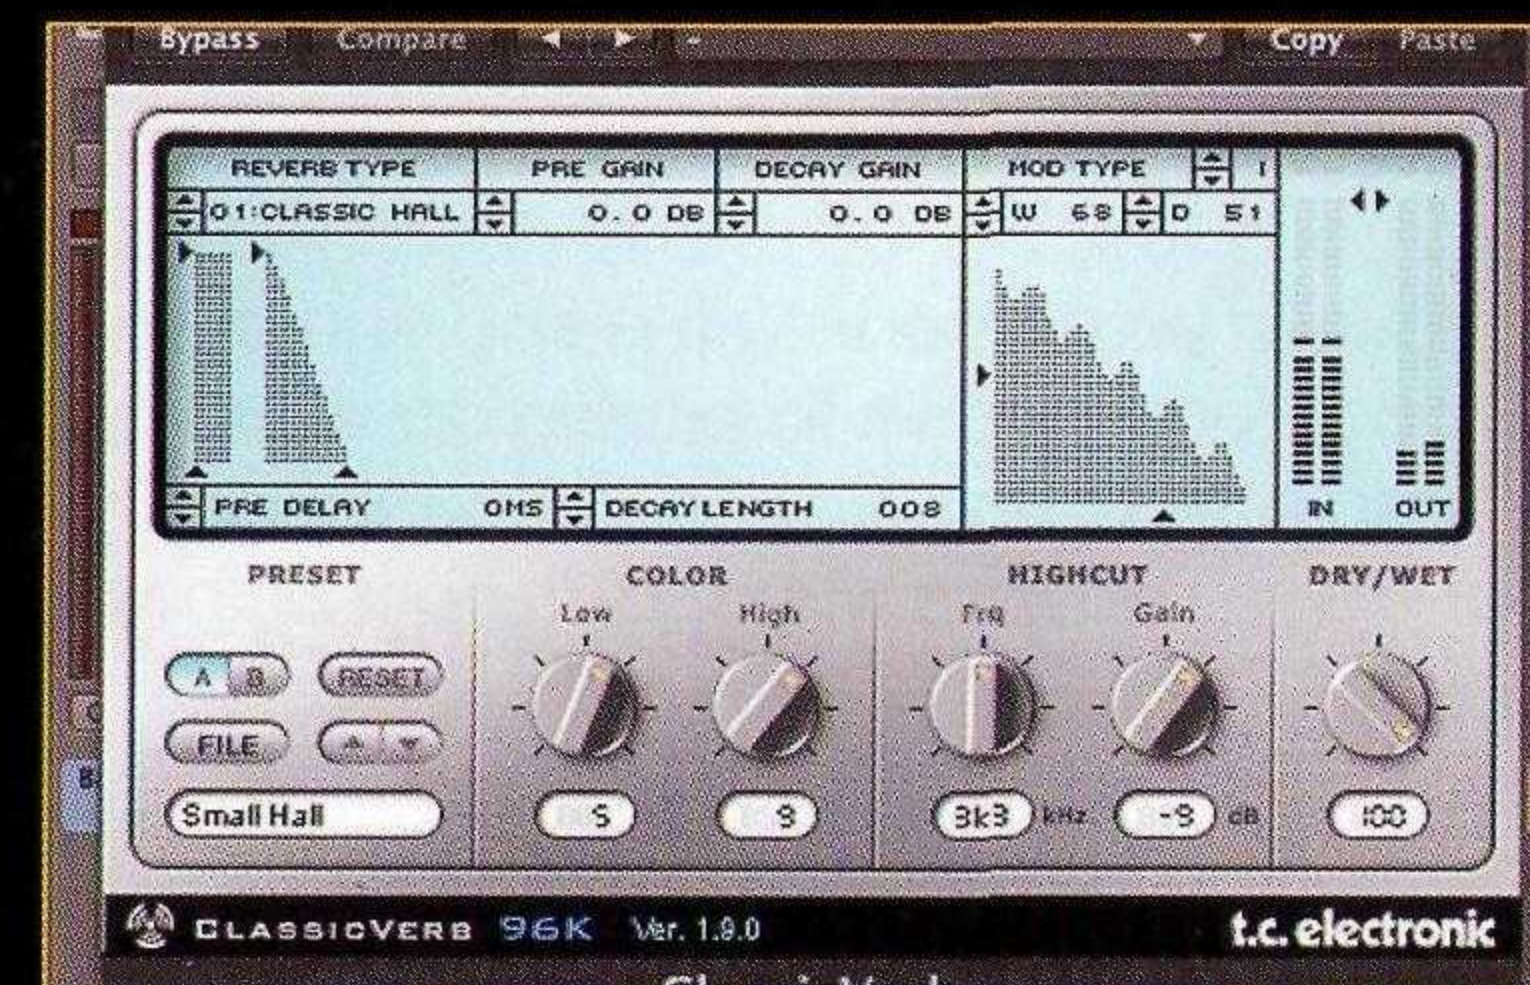 Bypass Compare Copy Paste
REVERB TYPE PRE GAIN DECAY GAIN MOD TYPE 1
01:CLASSIC HALL 0.0 DB 0.0 DB W 68 D 51
PRE DELAY 0MS DECAY LENGTH 008
IN OUT
PRESET COLOR HIGHCUT DRY/WET
Low High Frq Gain
A B RESET
FILE
Small Hall 5 9 3k3 kHz -9 dB 100
CLASSICVERB 96K Ver. 1.9.0 t.c. electronic